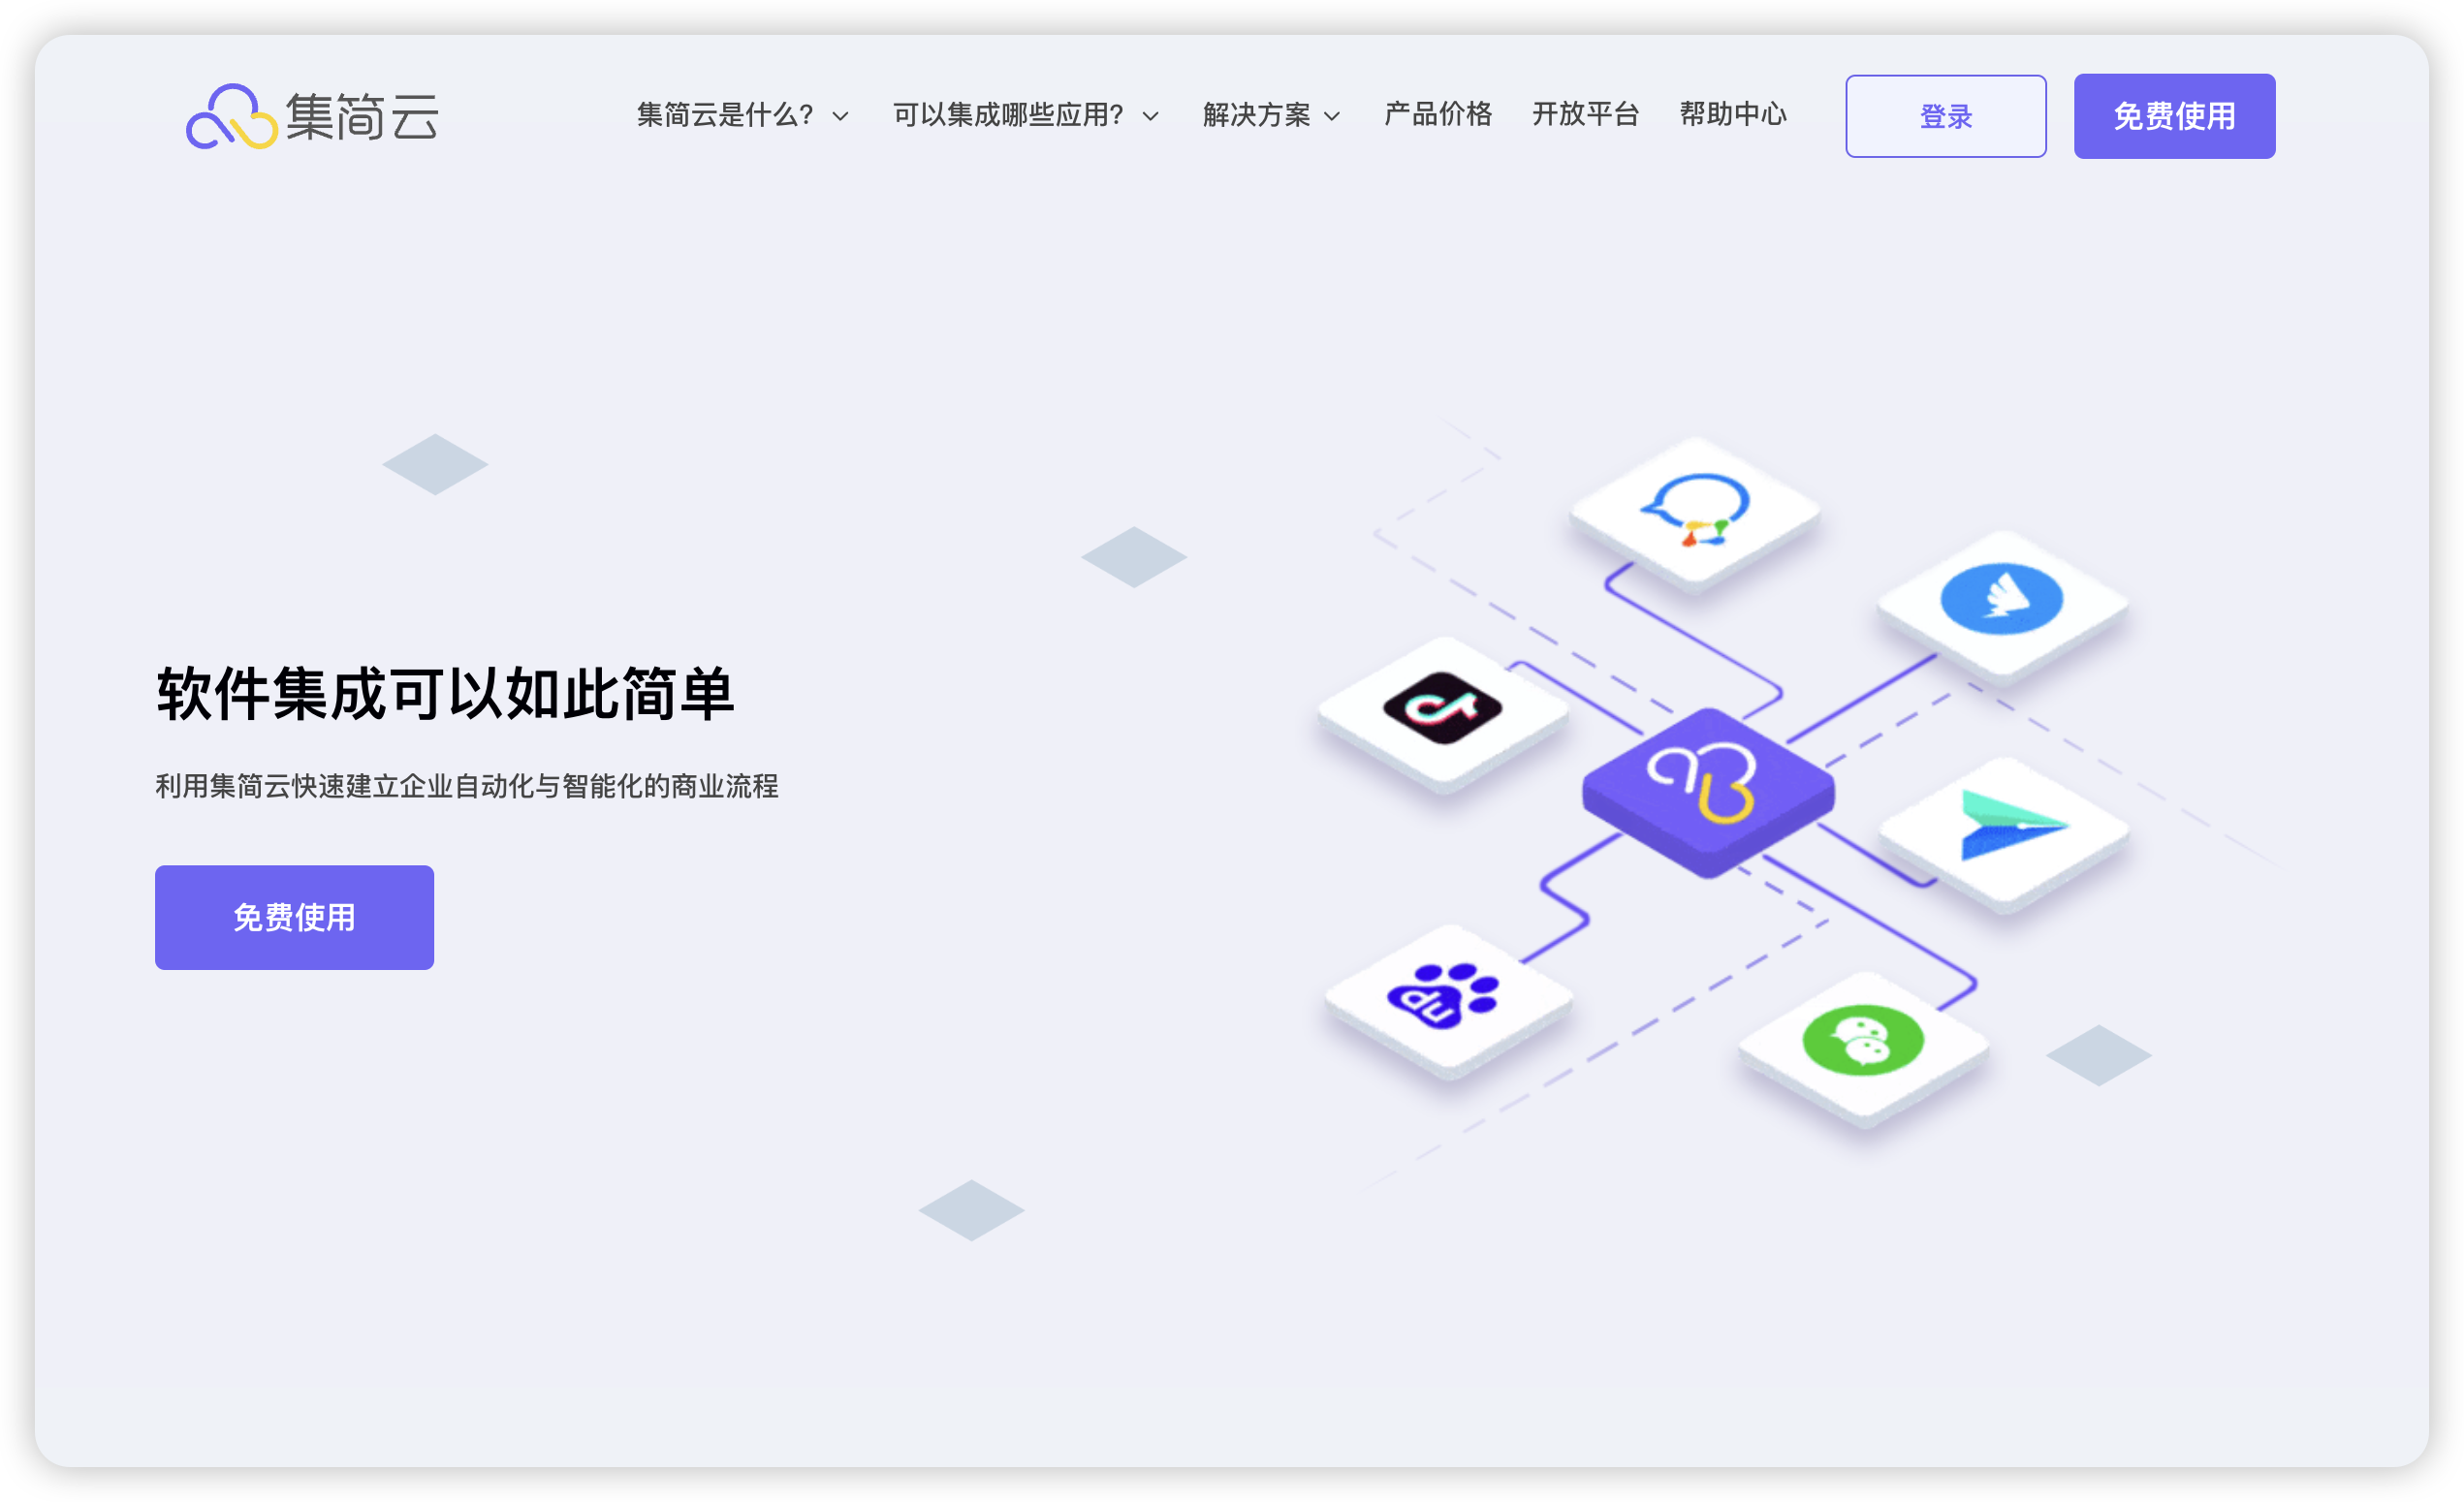 集简云
集简云是什么?
可以集成哪些应用?
解决方案
产品价格
开放平台
帮助中心
登录
免费使用
软件集成可以如此简单
利用集简云快速建立企业自动化与智能化的商业流程
免费使用
du